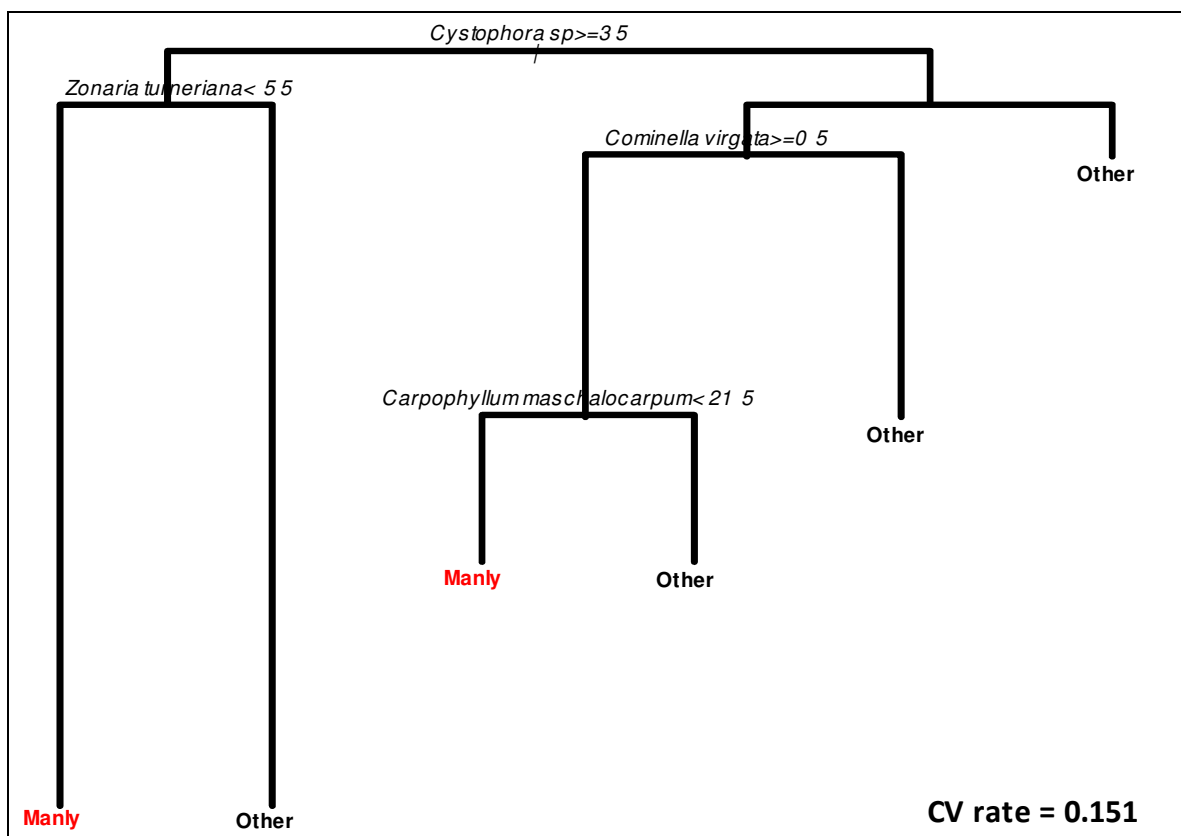 Cystophora sp>=3 5
Zonaria turneriana< 5 5
Cominella virgata>=0 5
Other
Carpophyllum maschalocarpum< 21 5
Other
Manly
Other
Manly
Other
CV rate = 0.151